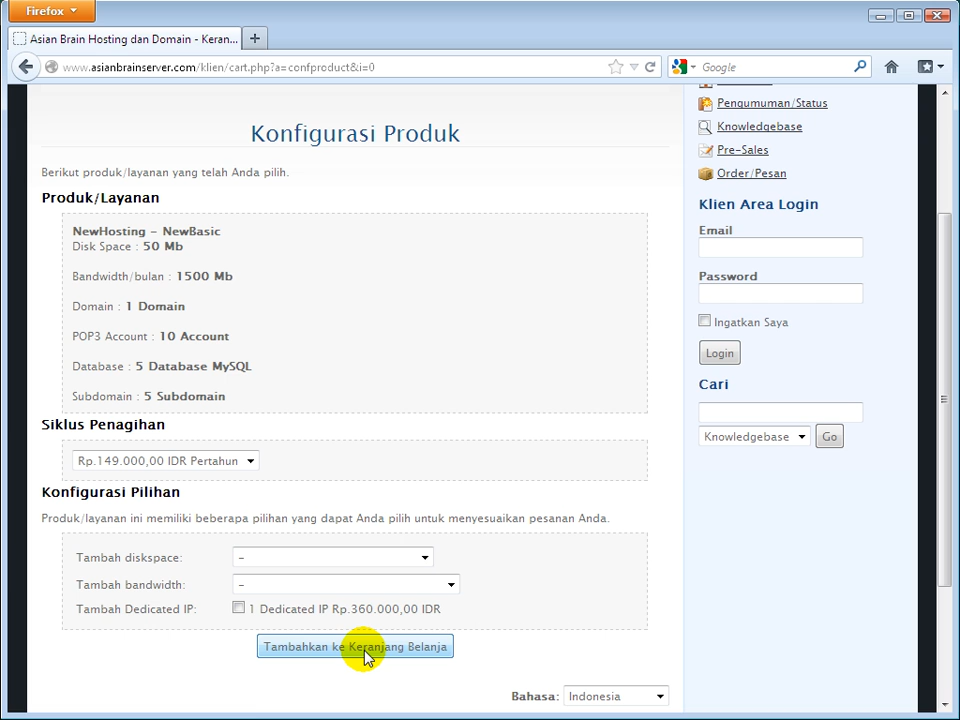 Firefox
Asian Brain Hosting dan Domain - Keran...
www.asianbrainserver.com/klien/cart.php?a=confproduct&i=0
Google
Konfigurasi Produk
Berikut produk/layanan yang telah Anda pilih.
Produk/Layanan
NewHosting - NewBasic
Disk Space : 50 Mb
Bandwidth/bulan : 1500 Mb
Domain : 1 Domain
POP3 Account : 10 Account
Database : 5 Database MySQL
Subdomain : 5 Subdomain
Siklus Penagihan
Rp.149.000,00 IDR Pertahun
Konfigurasi Pilihan
Produk/layanan ini memiliki beberapa pilihan yang dapat Anda pilih untuk menyesuaikan pesanan Anda.
Tambah diskspace: -
Tambah bandwidth: -
Tambah Dedicated IP: 1 Dedicated IP Rp.360.000,00 IDR
Tambahkan ke Keranjang Belanja
Bahasa: Indonesia
Pengumuman/Status
Knowledgebase
Pre-Sales
Order/Pesan
Klien Area Login
Email
Password
Ingatkan Saya
Login
Cari
Knowledgebase
Go